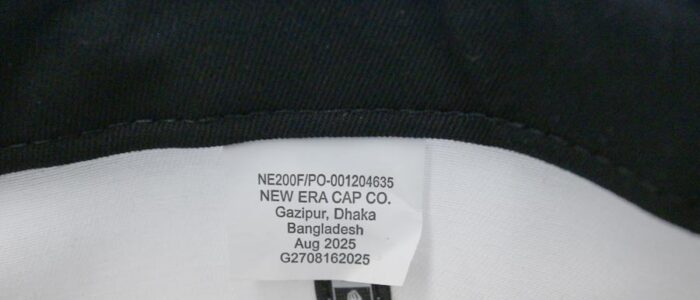 NE200F/PO-001204635
NEW ERA CAP CO.
Gazipur, Dhaka
Bangladesh
Aug 2025
G2708162025